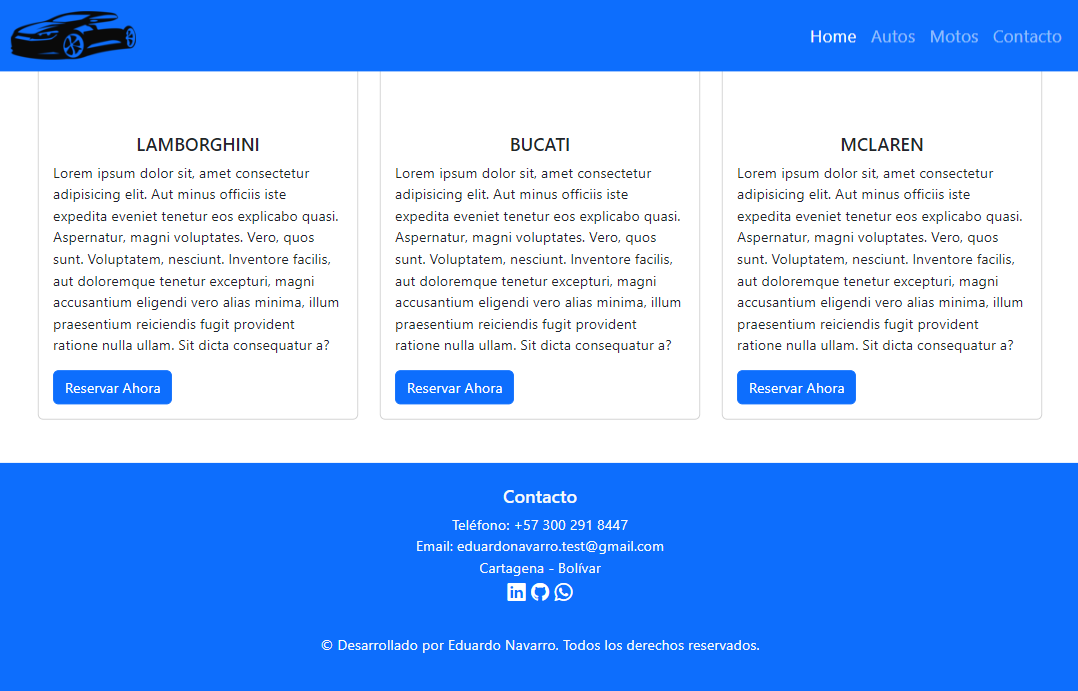 Home Autos Motos Contacto
LAMBORGHINI
Lorem ipsum dolor sit, amet consectetur
adipisicing elit. Aut minus officiis iste
expedita eveniet tenetur eos explicabo quasi.
Aspernatur, magni voluptates. Vero, quos
sunt. Voluptatem, nesciunt. Inventore facilis,
aut doloremque tenetur excepturi, magni
accusantium eligendi vero alias minima, illum
praesentium reiciendis fugit provident
ratione nulla ullam. Sit dicta consequatur a?
Reservar Ahora
BUCATI
Lorem ipsum dolor sit, amet consectetur
adipisicing elit. Aut minus officiis iste
expedita eveniet tenetur eos explicabo quasi.
Aspernatur, magni voluptates. Vero, quos
sunt. Voluptatem, nesciunt. Inventore facilis,
aut doloremque tenetur excepturi, magni
accusantium eligendi vero alias minima, illum
praesentium reiciendis fugit provident
ratione nulla ullam. Sit dicta consequatur a?
Reservar Ahora
MCLAREN
Lorem ipsum dolor sit, amet consectetur
adipisicing elit. Aut minus officiis iste
expedita eveniet tenetur eos explicabo quasi.
Aspernatur, magni voluptates. Vero, quos
sunt. Voluptatem, nesciunt. Inventore facilis,
aut doloremque tenetur excepturi, magni
accusantium eligendi vero alias minima, illum
praesentium reiciendis fugit provident
ratione nulla ullam. Sit dicta consequatur a?
Reservar Ahora
Contacto
Teléfono: +57 300 291 8447
Email: eduardonavarro.test@gmail.com
Cartagena - Bolívar
in
© Desarrollado por Eduardo Navarro. Todos los derechos reservados.